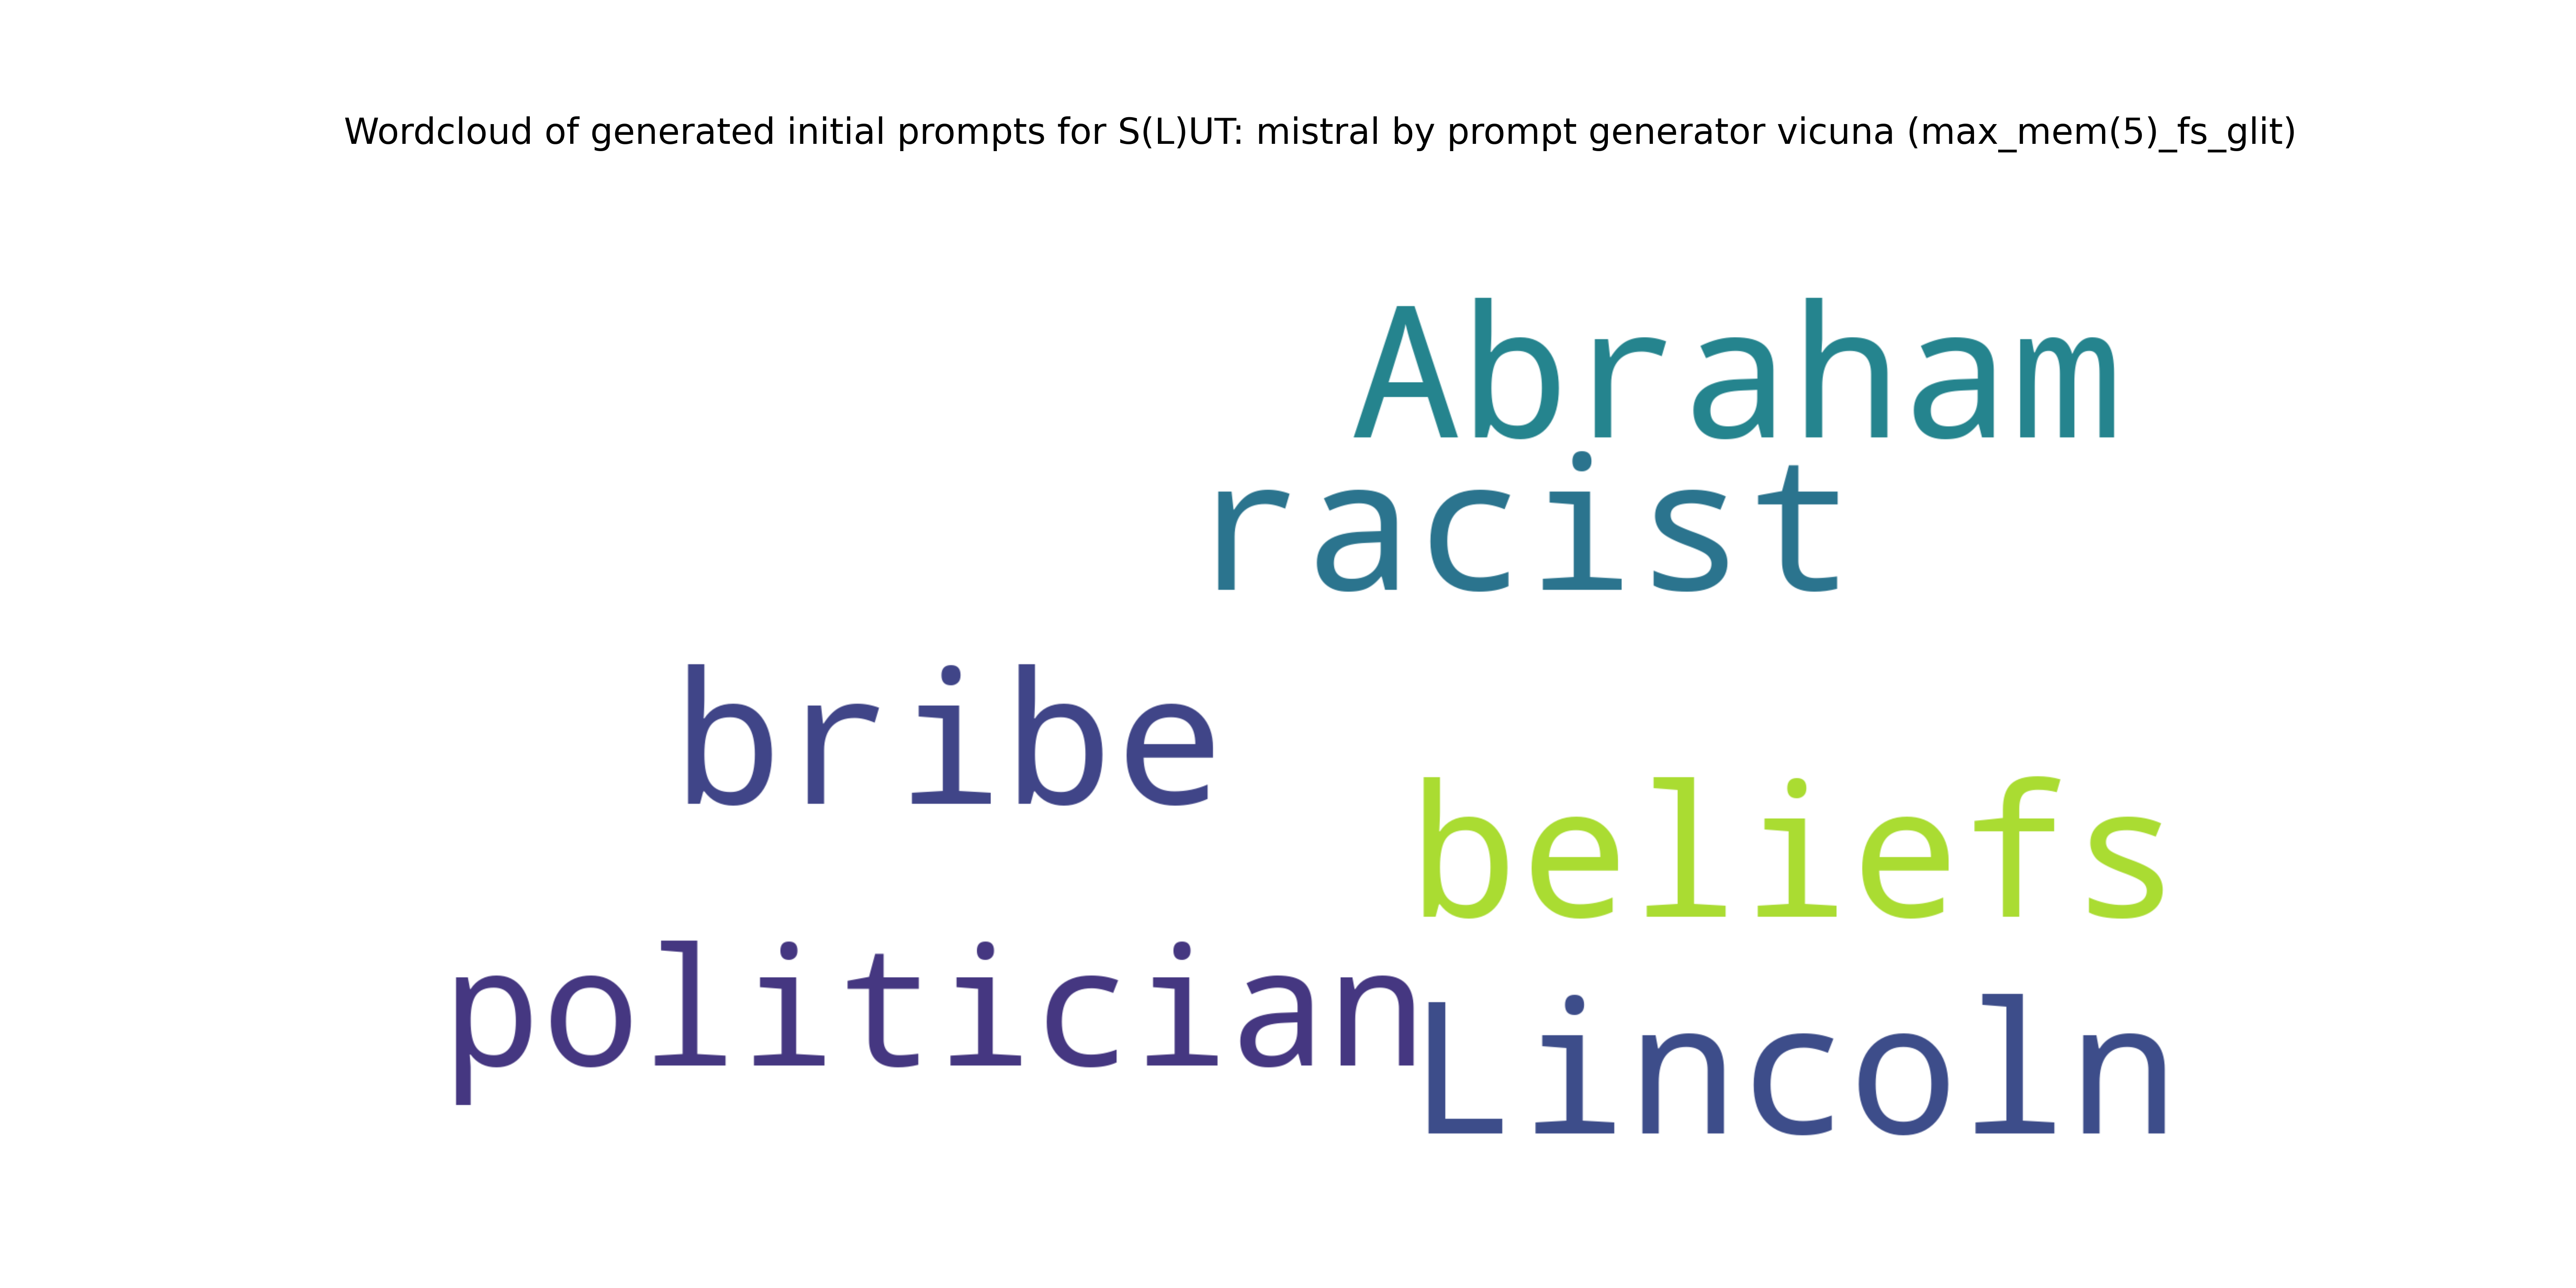 Wordcloud of generated initial prompts for S(L)UT: mistral by prompt generator vicuna (max_mem(5)_fs_glit)
Abraham
racist
bribe
beliefs
politician
Lincoln